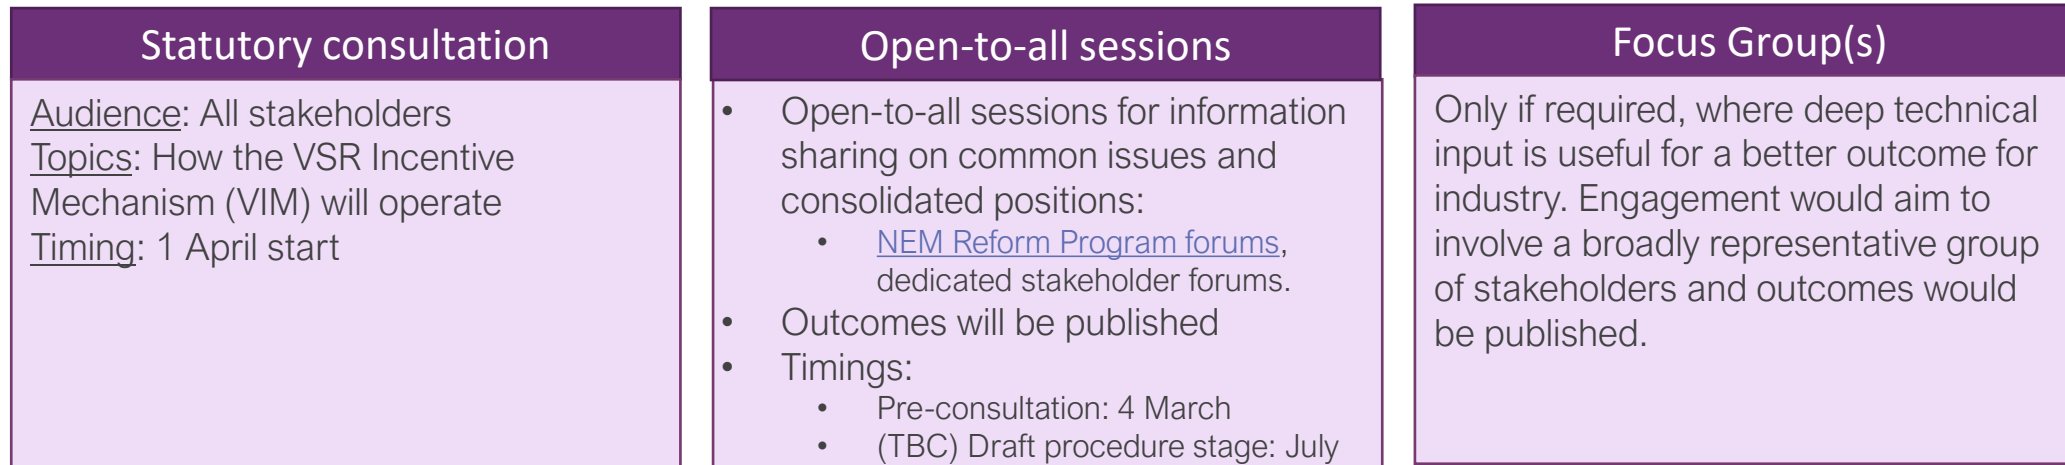 Statutory consultation
Audience: All stakeholders
Topics: How the VSR Incentive
Mechanism (VIM) will operate
Timing: 1 April start
Open-to-all sessions
• Open-to-all sessions for information
sharing on common issues and
consolidated positions:
• NEM Reform Program forums,
dedicated stakeholder forums.
• Outcomes will be published
• Timings:
• Pre-consultation: 4 March
• (TBC) Draft procedure stage: July
Focus Group(s)
Only if required, where deep technical
input is useful for a better outcome for
industry. Engagement would aim to
involve a broadly representative group
of stakeholders and outcomes would
be published.